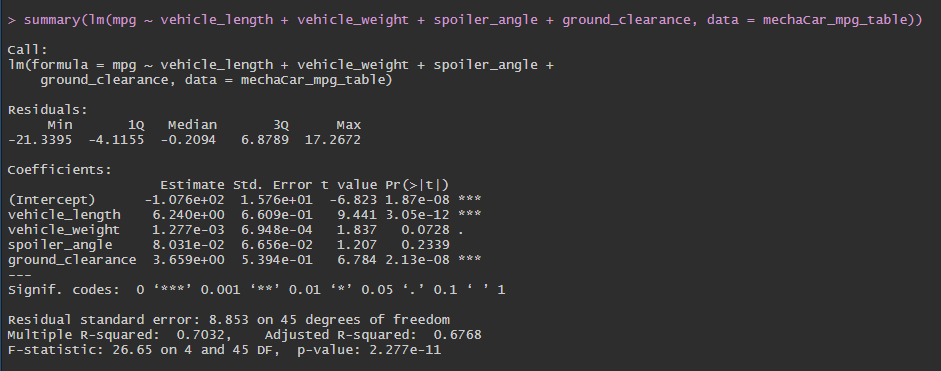 > summary(lm(mpg ~ vehicle_length + vehicle_weight + spoiler_angle + ground_clearance, data = mechaCar_mpg_table))
Call:
lm(formula = mpg ~ vehicle_length + vehicle_weight + spoiler_angle +
    ground_clearance, data = mechaCar_mpg_table)
Residuals:
     Min       1Q   Median       3Q      Max
-21.3395  -4.1155  -0.2094   6.8789  17.2672
Coefficients:
                   Estimate Std. Error t value Pr(>|t|)
(Intercept)      -1.076e+02  1.576e+01  -6.823 1.87e-08 ***
vehicle_length    6.240e+00  6.609e-01   9.441 3.05e-12 ***
vehicle_weight    1.277e-03  6.948e-04   1.837   0.0728 .
spoiler_angle     8.031e-02  6.656e-02   1.207   0.2339
ground_clearance  3.659e+00  5.394e-01   6.784 2.13e-08 ***
---
Signif. codes:  0 ‘***’ 0.001 ‘**’ 0.01 ‘*’ 0.05 ‘.’ 0.1 ‘ ’ 1
Residual standard error: 8.853 on 45 degrees of freedom
Multiple R-squared:  0.7032,    Adjusted R-squared:  0.6768
F-statistic: 26.65 on 4 and 45 DF,  p-value: 2.277e-11